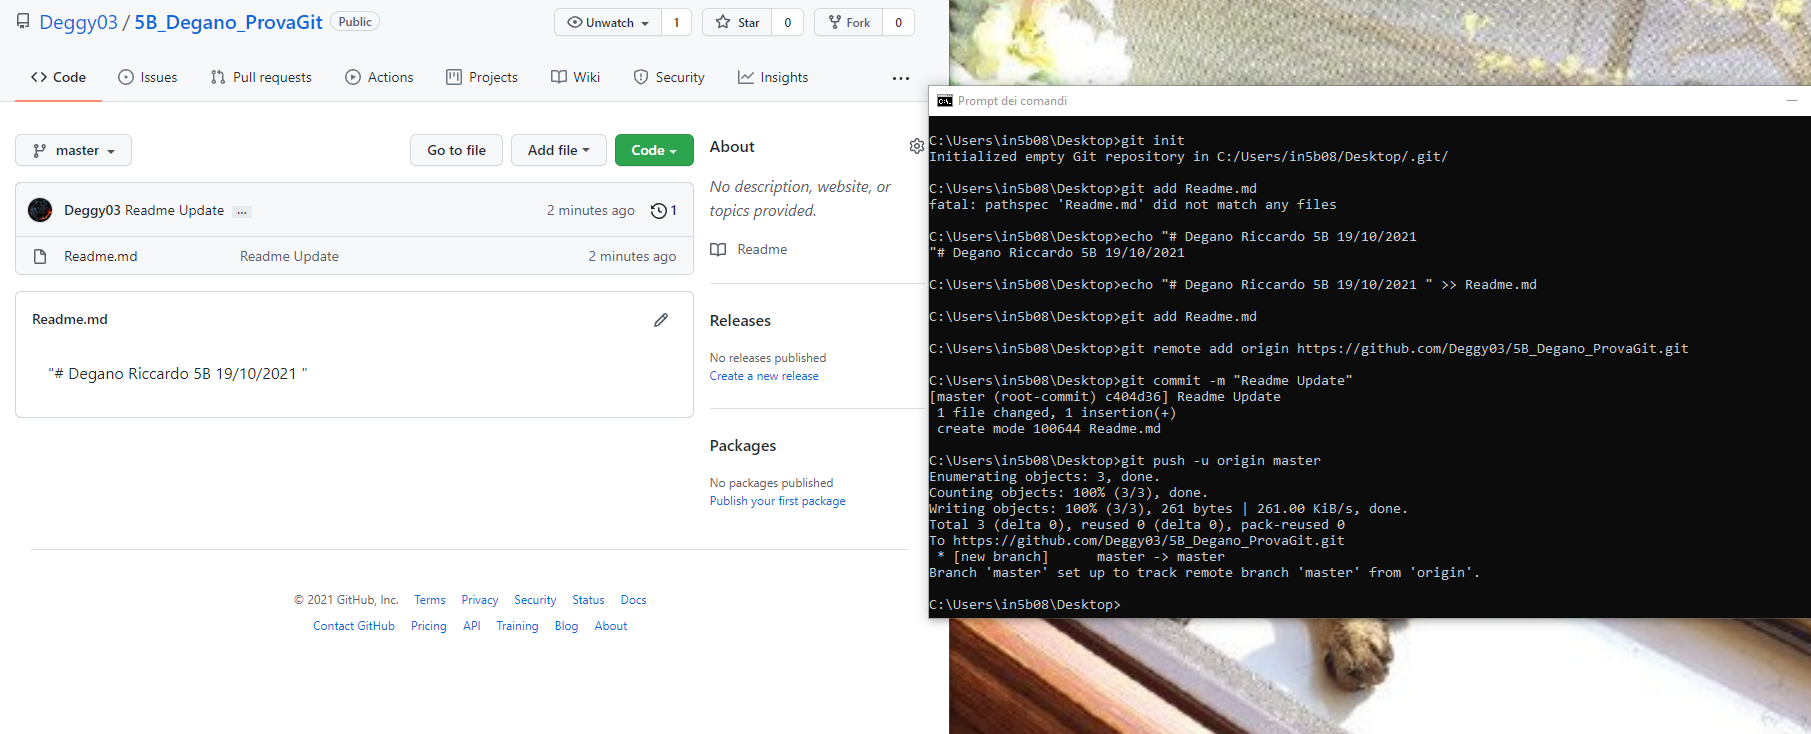 Deggy03 / 5B_Degano_ProvaGit Public
Unwatch 1
Star 0
Fork 0
Code Issues Pull requests Actions Projects Wiki Security Insights ...
master
Go to file Add file Code
Deggy03 Readme Update ... 2 minutes ago 1
Readme.md Readme Update 2 minutes ago
Readme.md
"# Degano Riccardo 5B 19/10/2021 "
About
No description, website, or
topics provided.
Readme
Releases
No releases published
Create a new release
Packages
No packages published
Publish your first package
© 2021 GitHub, Inc. Terms Privacy Security Status Docs
Contact GitHub Pricing API Training Blog About
C:\. Prompt dei comandi
C:\Users\in5b08\Desktop>git init
Initialized empty Git repository in C:/Users/in5b08/Desktop/.git/
C:\Users\in5b08\Desktop>git add Readme.md
fatal: pathspec 'Readme.md' did not match any files
C:\Users\in5b08\Desktop>echo "# Degano Riccardo 5B 19/10/2021
"# Degano Riccardo 5B 19/10/2021
C:\Users\in5b08\Desktop>echo "# Degano Riccardo 5B 19/10/2021 " >> Readme.md
C:\Users\in5b08\Desktop>git add Readme.md
C:\Users\in5b08\Desktop>git remote add origin https://github.com/Deggy03/5B_Degano_ProvaGit.git
C:\Users\in5b08\Desktop>git commit -m "Readme Update"
[master (root-commit) c404d36] Readme Update
1 file changed, 1 insertion(+)
create mode 100644 Readme.md
C:\Users\in5b08\Desktop>git push -u origin master
Enumerating objects: 3, done.
Counting objects: 100% (3/3), done.
Writing objects: 100% (3/3), 261 bytes | 261.00 KiB/s, done.
Total 3 (delta 0), reused 0 (delta 0), pack-reused 0
To https://github.com/Deggy03/5B_Degano_ProvaGit.git
* [new branch] master -> master
Branch 'master' set up to track remote branch 'master' from 'origin'.
C:\Users\in5b08\Desktop>